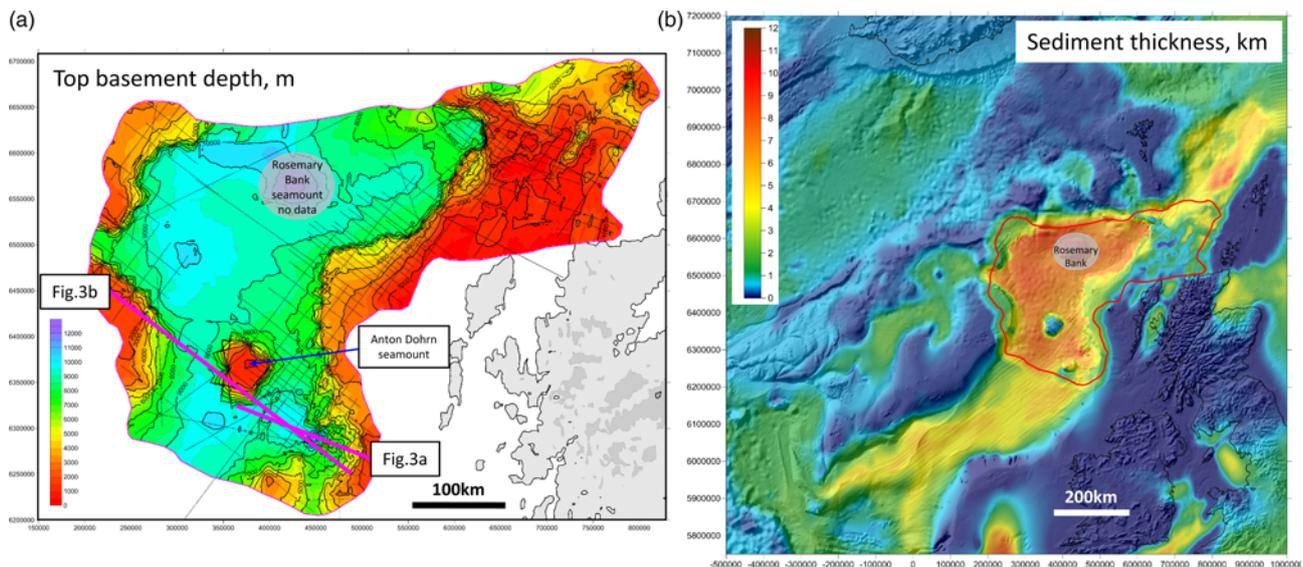 (a)
Top basement depth, m
6700000
6650000
6600000
6550000
6500000
6450000
6400000
6350000
6300000
6250000
6200000
Rosemary
Bank
seamount
no data
Fig.3b
Anton Dohrn
seamount
Fig.3a
100km
12000
11000
10000
9000
8000
7000
6000
5000
4000
3000
2000
1000
0
150000 200000 250000 300000 350000 400000 450000 500000 550000 600000 650000 700000 750000 800000
(b)
Sediment thickness, km
7200000
7100000
7000000
6900000
6800000
6700000
6600000
6500000
6400000
6300000
6200000
6100000
6000000
5900000
5800000
12
11
10
9
8
7
6
5
4
3
2
1
0
Rosemary
Bank
200km
-500000 -400000 -300000 -200000 -100000 0 100000 200000 300000 400000 500000 600000 700000 800000 900000 1000000